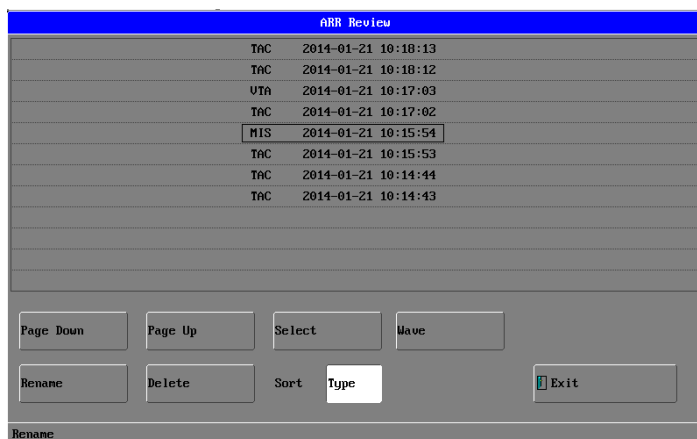 ARR Review
TAC 2014-01-21 10:18:13
TAC 2014-01-21 10:18:12
VTA 2014-01-21 10:17:03
TAC 2014-01-21 10:17:02
MIS 2014-01-21 10:15:54
TAC 2014-01-21 10:15:53
TAC 2014-01-21 10:14:44
TAC 2014-01-21 10:14:43
Page Down Page Up Select Wave
Rename Delete Sort Type Exit
Rename